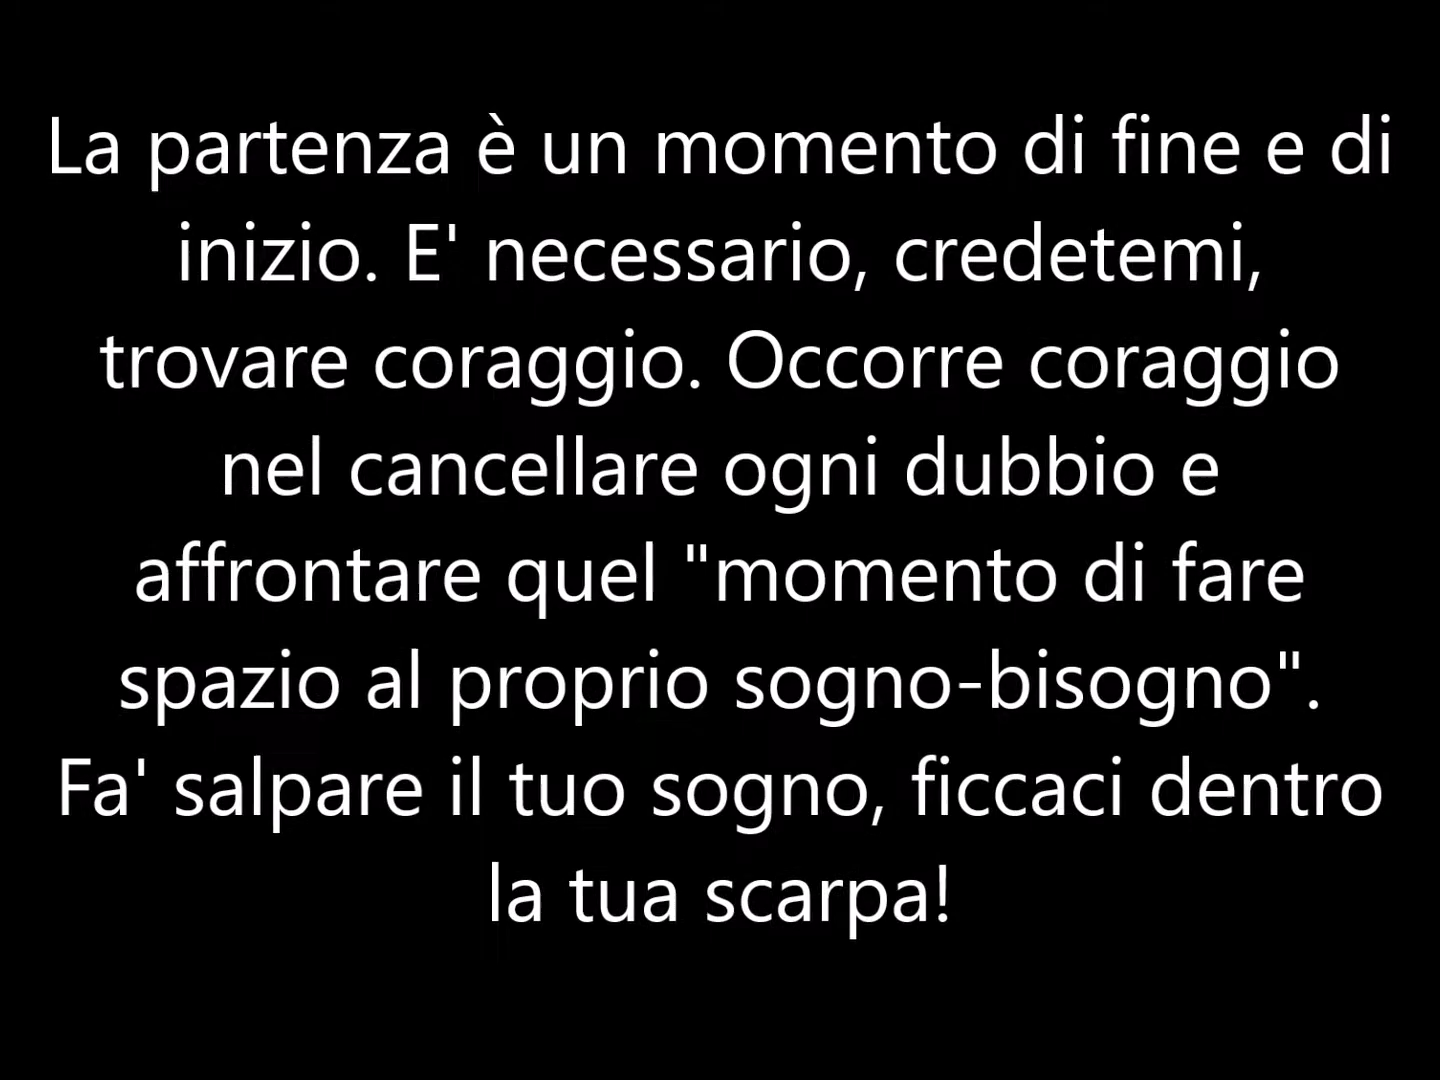 La partenza è un momento di fine e di
inizio. E' necessario, credetemi,
trovare coraggio. Occorre coraggio
nel cancellare ogni dubbio e
affrontare quel "momento di fare
spazio al proprio sogno-bisogno".
Fa' salpare il tuo sogno, ficcaci dentro
la tua scarpa!